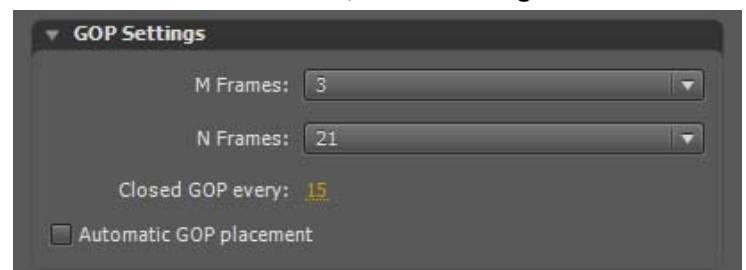 GOP Settings
M Frames: 3
N Frames: 21
Closed GOP every: 15
Automatic GOP placement